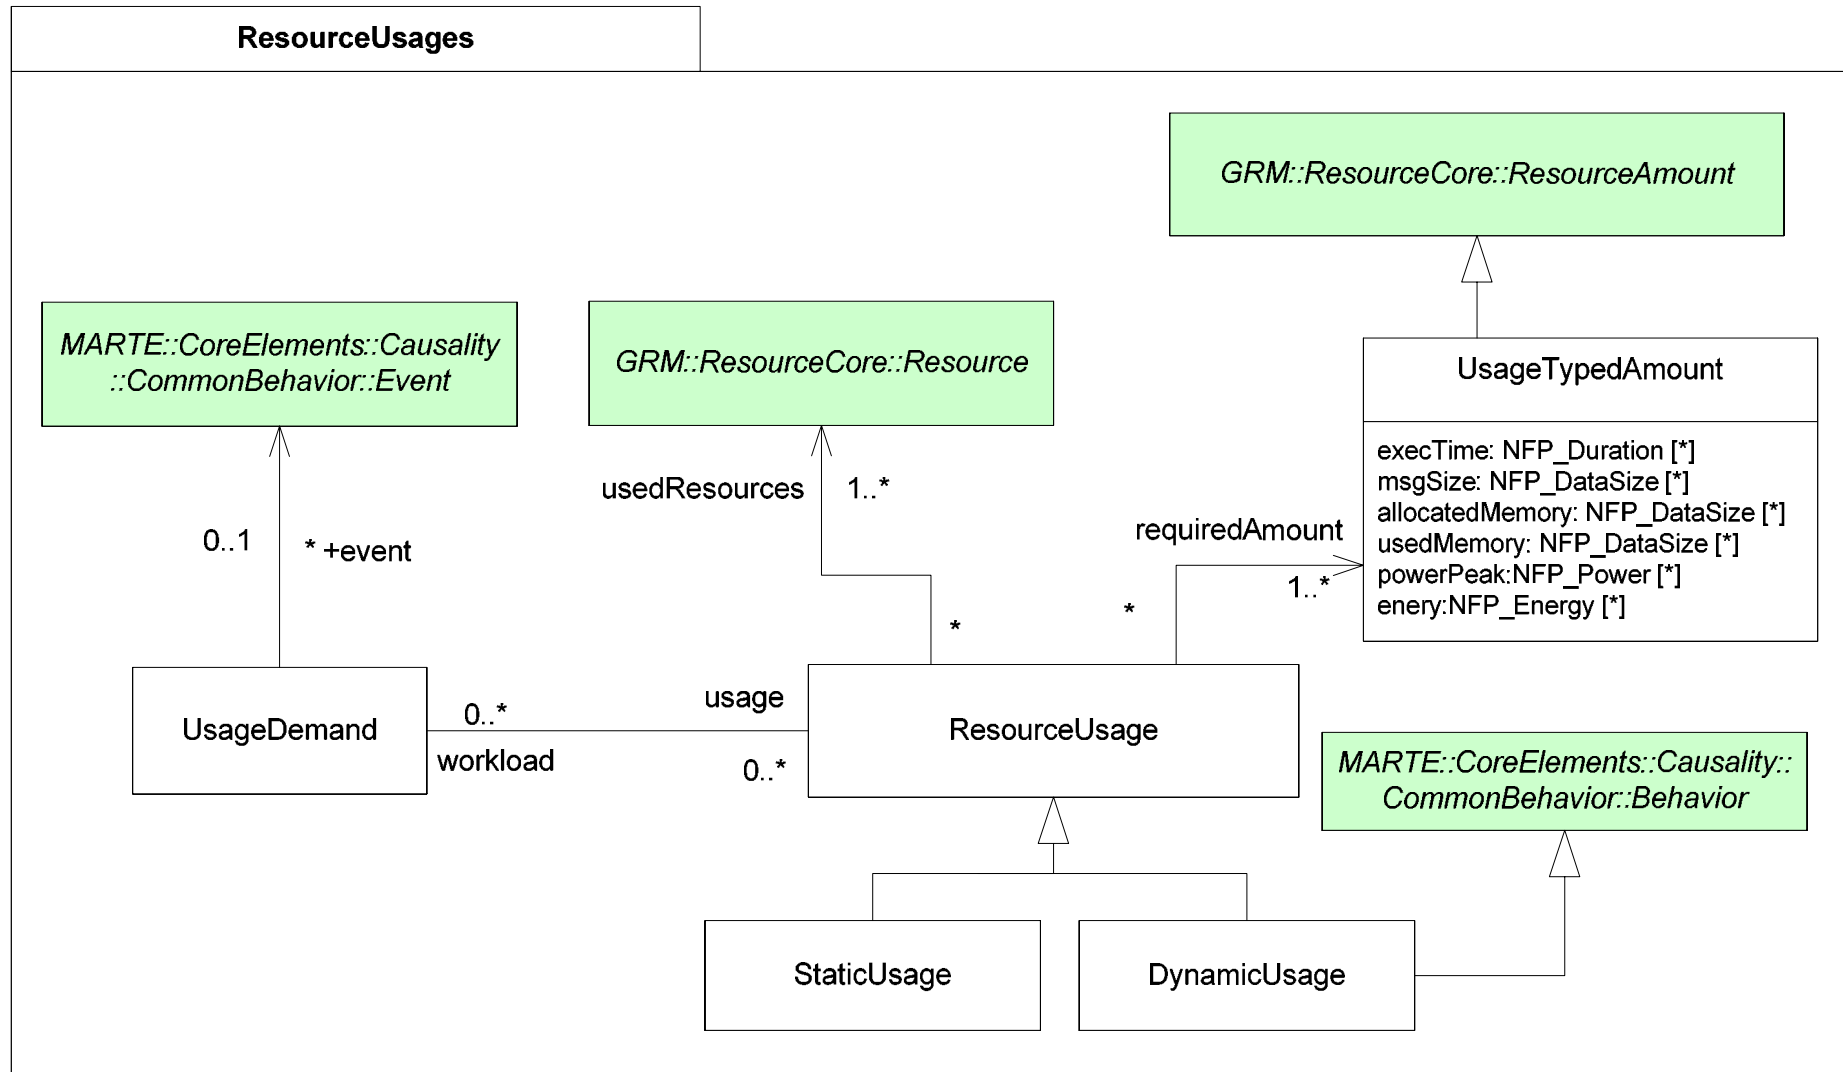 ResourceUsages
GRM::ResourceCore::ResourceAmount
MARTE::CoreElements::Causality
::CommonBehavior::Event
GRM::ResourceCore::Resource
UsageTypedAmount
execTime: NFP_Duration [*]
msgSize: NFP_DataSize [*]
allocatedMemory: NFP_DataSize [*]
usedMemory: NFP_DataSize [*]
powerPeak:NFP_Power [*]
enery:NFP_Energy [*]
usedResources
1..*
requiredAmount
1..*
0..1
* +event
*
*
UsageDemand
0..*
workload
usage
0..*
ResourceUsage
MARTE::CoreElements::Causality::
CommonBehavior::Behavior
StaticUsage
DynamicUsage